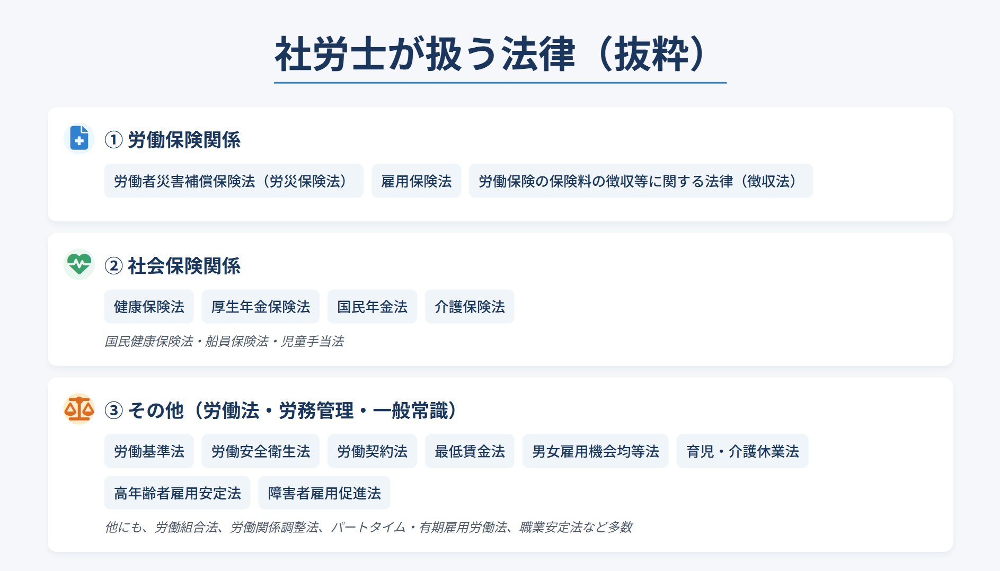 社労士が扱う法律（抜粋）
① 労働保険関係
労働者災害補償保険法（労災保険法） 雇用保険法 労働保険の保険料の徴収等に関する法律（徴収法）
② 社会保険関係
健康保険法 厚生年金保険法 国民年金法 介護保険法
国民健康保険法・船員保険法・児童手当法
③ その他（労働法・労務管理・一般常識）
労働基準法 労働安全衛生法 労働契約法 最低賃金法 男女雇用機会均等法 育児・介護休業法
高年齢者雇用安定法 障害者雇用促進法
他にも、労働組合法、労働関係調整法、パートタイム・有期雇用労働法、職業安定法など多数